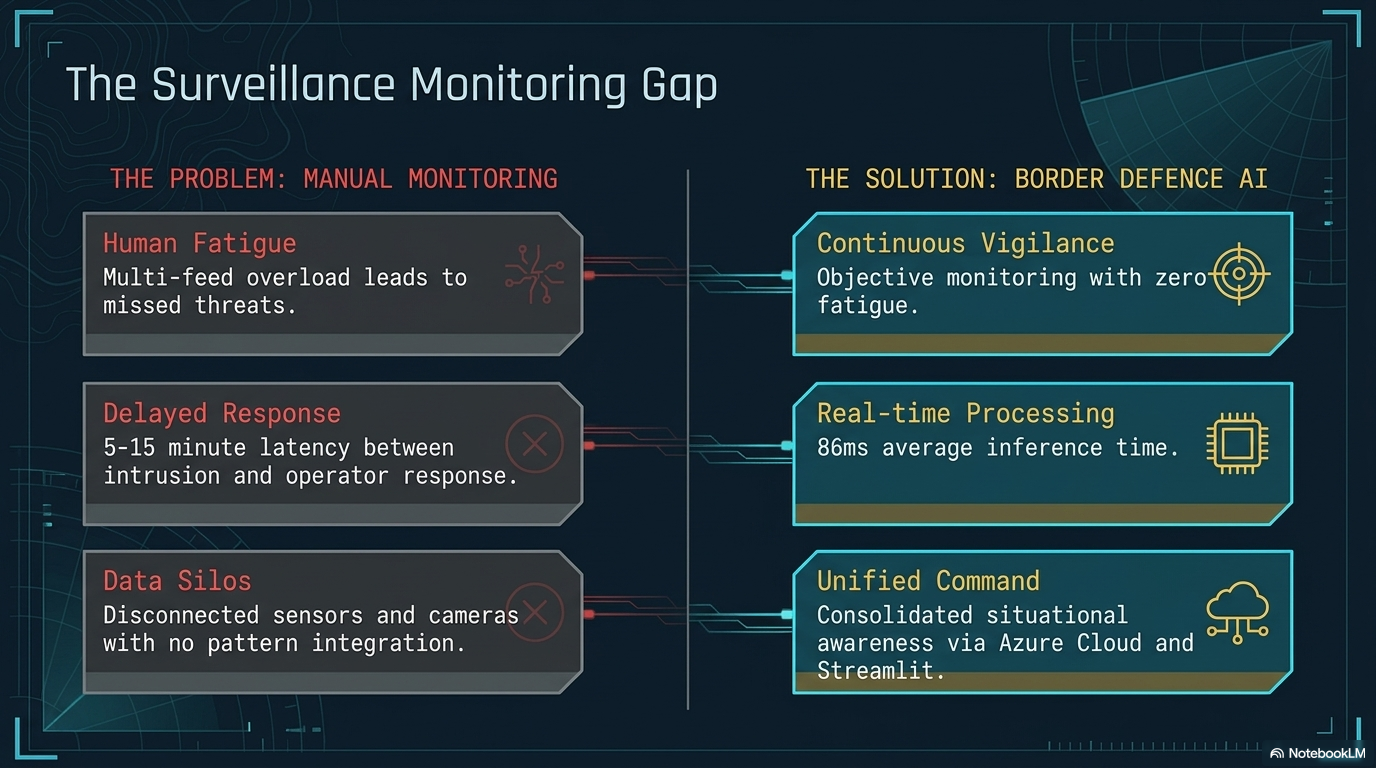 The Surveillance Monitoring Gap
THE PROBLEM: MANUAL MONITORING
Human Fatigue
Multi-feed overload leads to
missed threats.
Delayed Response
5-15 minute latency between
intrusion and operator response.
Data Silos
Disconnected sensors and cameras
with no pattern integration.
THE SOLUTION: BORDER DEFENCE AI
Continuous Vigilance
Objective monitoring with zero
fatigue.
Real-time Processing
86ms average inference time.
Unified Command
Consolidated situational
awareness via Azure Cloud and
Streamlit.
NotebookLM